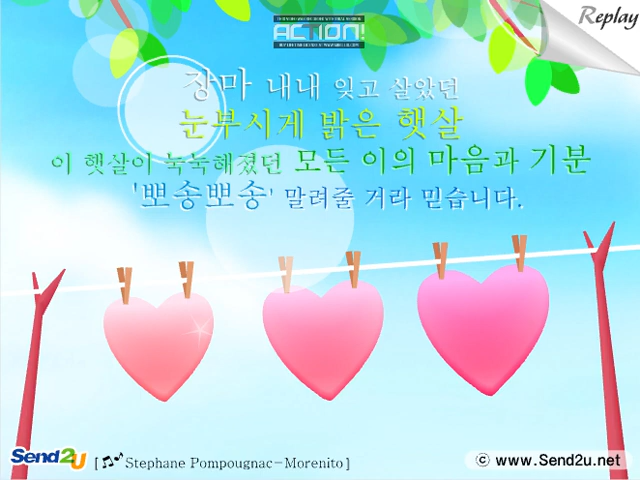 Replay
ACTION!
장마 내내 잊고 살았던
눈부시게 밝은 햇살
이 햇살이 눅눅해졌던 모든 이의 마음과 기분
'뽀송뽀송' 말려줄 거라 믿습니다.
Send2U [♫♪Stephane Pompougnac-Morenito]
© www.Send2u.net